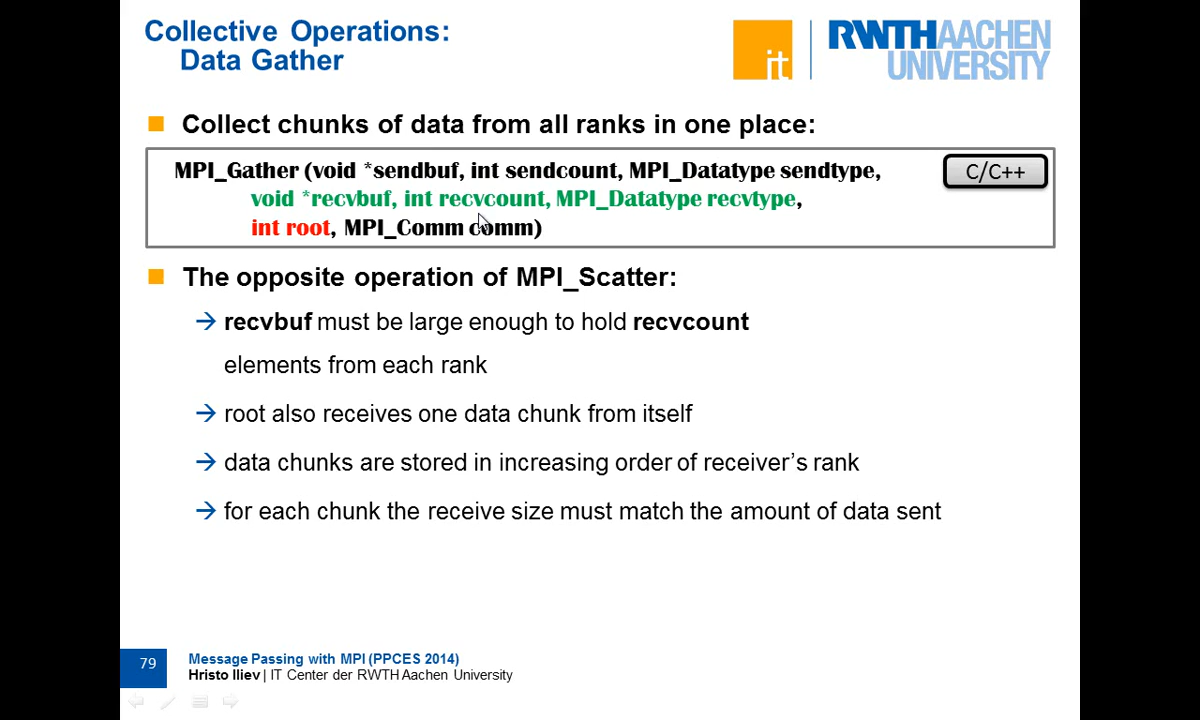 Collective Operations:
Data Gather
it
RWTHAACHEN
UNIVERSITY
Collect chunks of data from all ranks in one place:
MPI_Gather (void *sendbuf, int sendcount, MPI_Datatype sendtype,
void *recvbuf, int recvcount, MPI_Datatype recvtype,
int root, MPI_Comm comm)
C/C++
The opposite operation of MPI_Scatter:
→ recvbuf must be large enough to hold recvcount
elements from each rank
→ root also receives one data chunk from itself
→ data chunks are stored in increasing order of receiver’s rank
→ for each chunk the receive size must match the amount of data sent
79
Message Passing with MPI (PPCES 2014)
Hristo Iliev | IT Center der RWTH Aachen University